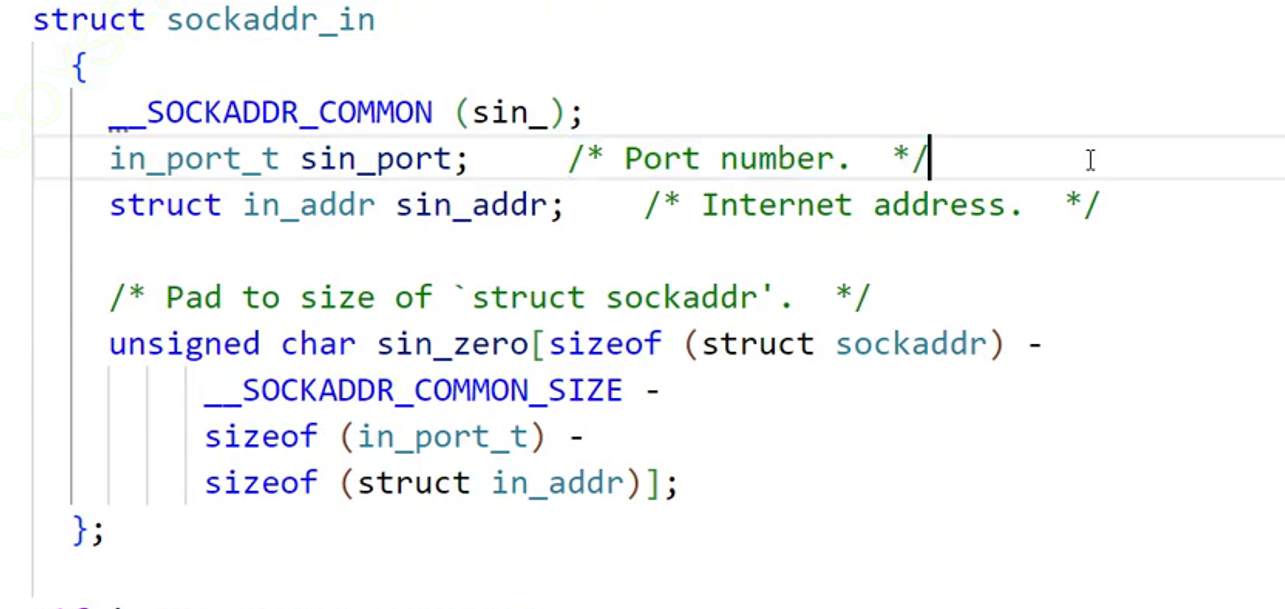 struct sockaddr_in
{
__SOCKADDR_COMMON (sin_);
in_port_t sin_port; /* Port number. */
struct in_addr sin_addr; /* Internet address. */
/* Pad to size of `struct sockaddr'. */
unsigned char sin_zero[sizeof (struct sockaddr) -
__SOCKADDR_COMMON_SIZE -
sizeof (in_port_t) -
sizeof (struct in_addr)];
};